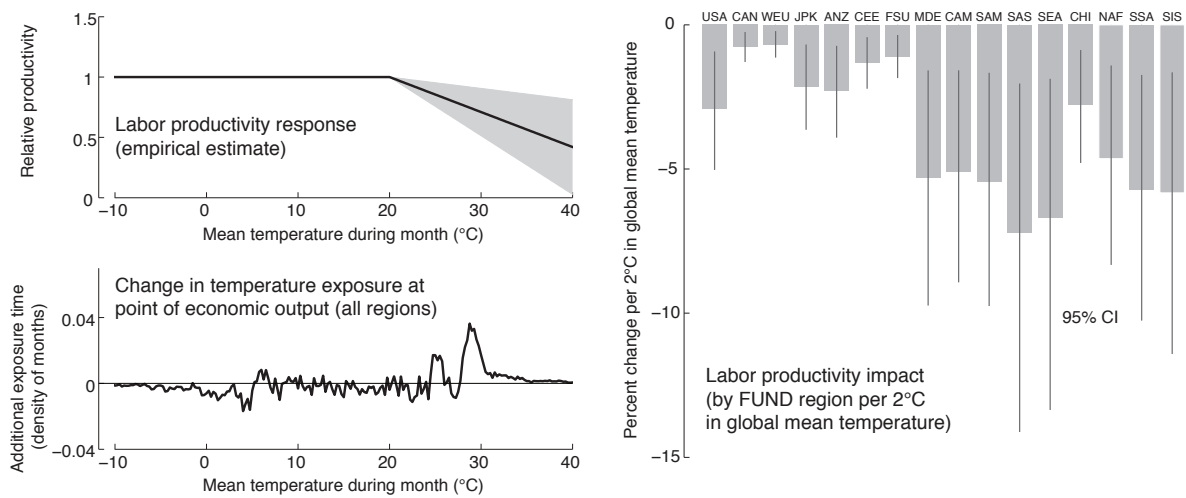 1.5
1
0.5
0
Relative productivity
Labor productivity response
(empirical estimate)
−10
0
10
20
30
40
Mean temperature during month (°C)
0.04
0
−0.04
Additional exposure time
(density of months)
Change in temperature exposure at
point of economic output (all regions)
−10
0
10
20
30
40
Mean temperature during month (°C)
USA CAN WEU JPK ANZ CEE FSU MDE CAM SAM SAS SEA CHI NAF SSA SIS
0
−5
−10
−15
Percent change per 2°C in global mean temperature
95% CI
Labor productivity impact
(by FUND region per 2°C
in global mean temperature)